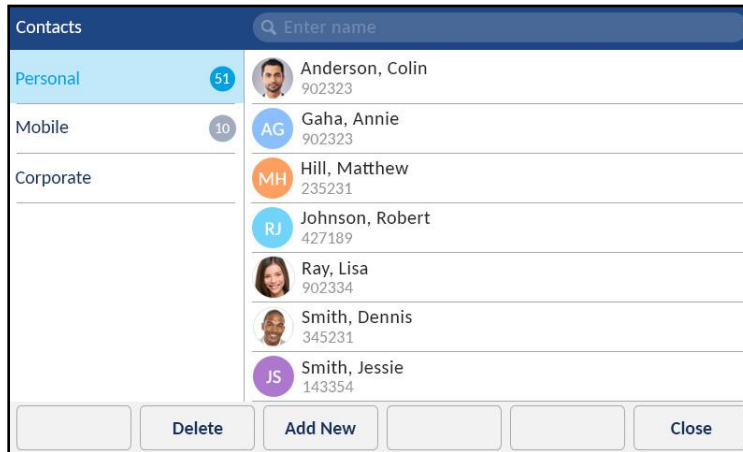 Contacts
Enter name
Personal 51
Mobile 10
Corporate
Anderson, Colin
902323
AG
Gaha, Annie
902323
MH
Hill, Matthew
235231
RJ
Johnson, Robert
427189
Ray, Lisa
902334
Smith, Dennis
345231
JS
Smith, Jessie
143354
Delete Add New Close